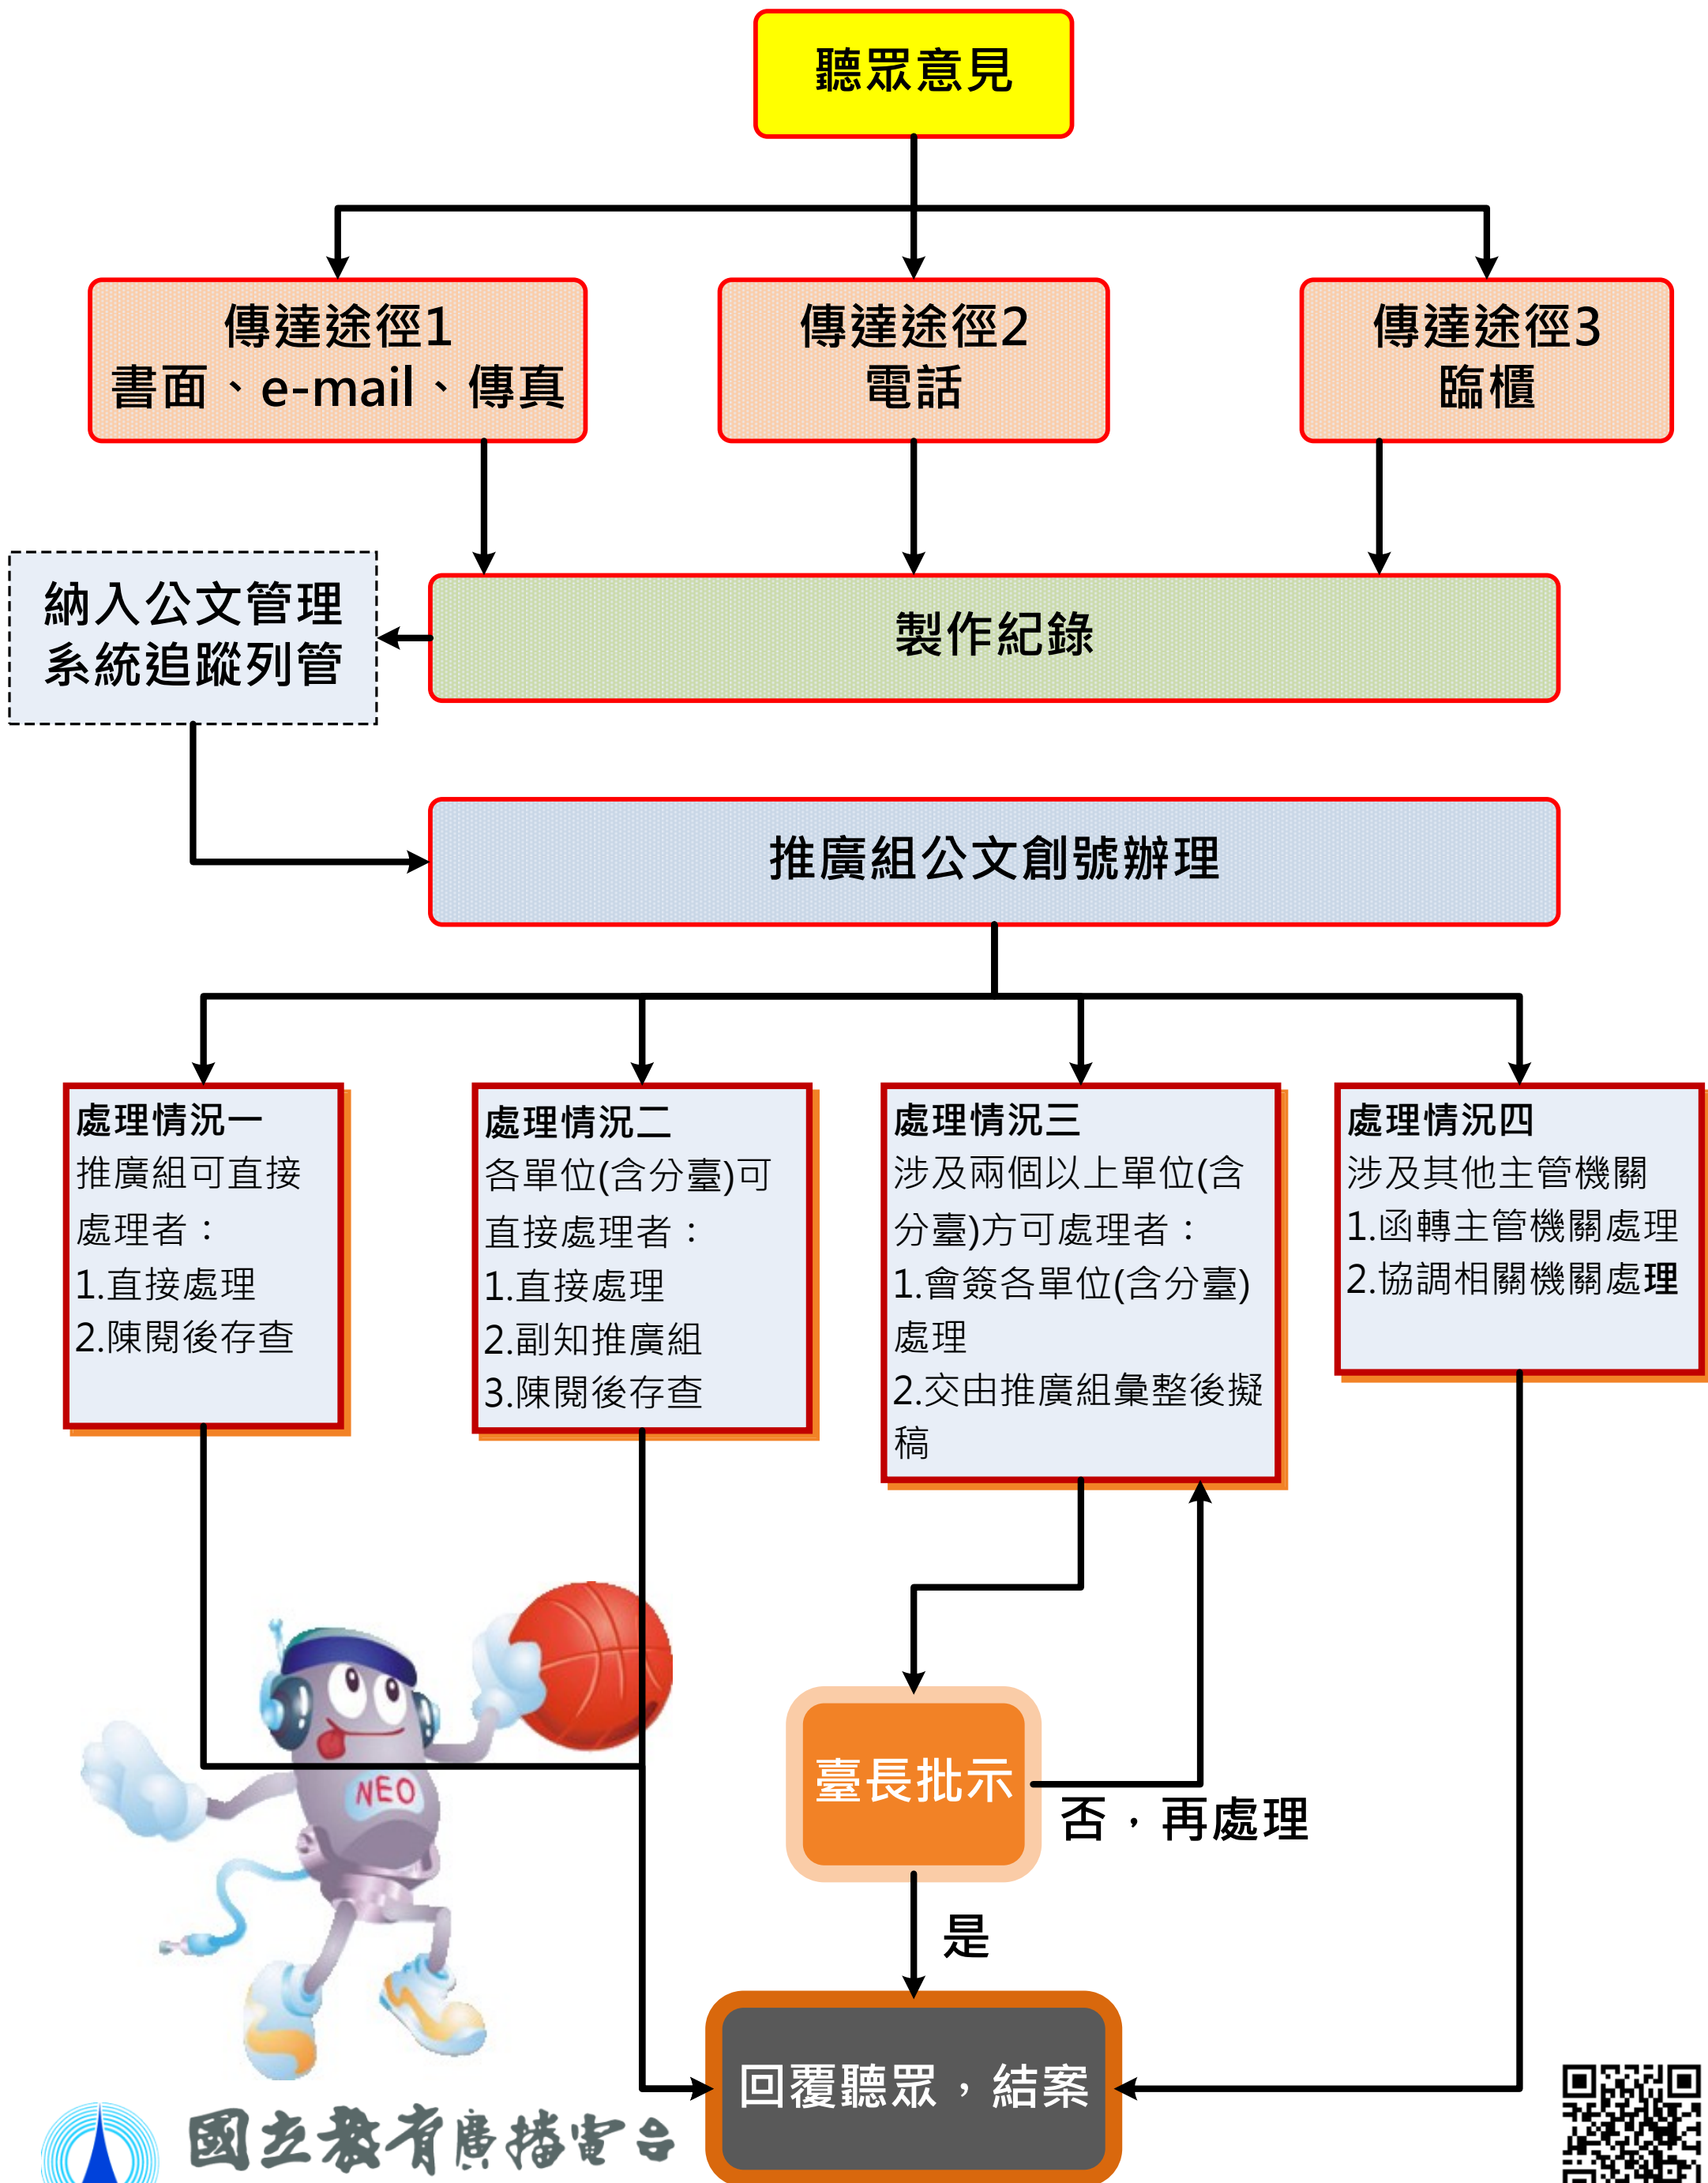 聽眾意見
傳達途徑1
書面、e-mail、傳真
傳達途徑2
電話
傳達途徑3
臨櫃
納入公文管理
系統追蹤列管
製作紀錄
推廣組公文創號辦理
處理情況一
推廣組可直接
處理者：
1.直接處理
2.陳閱後存查
處理情況二
各單位(含分臺)可
直接處理者：
1.直接處理
2.副知推廣組
3.陳閱後存查
處理情況三
涉及兩個以上單位(含
分臺)方可處理者：
1.會簽各單位(含分臺)
處理
2.交由推廣組彙整後擬
稿
處理情況四
涉及其他主管機關
1.函轉主管機關處理
2.協調相關機關處理
NEO
臺長批示
否，再處理
是
回覆聽眾，結案
國立教育廣播電台